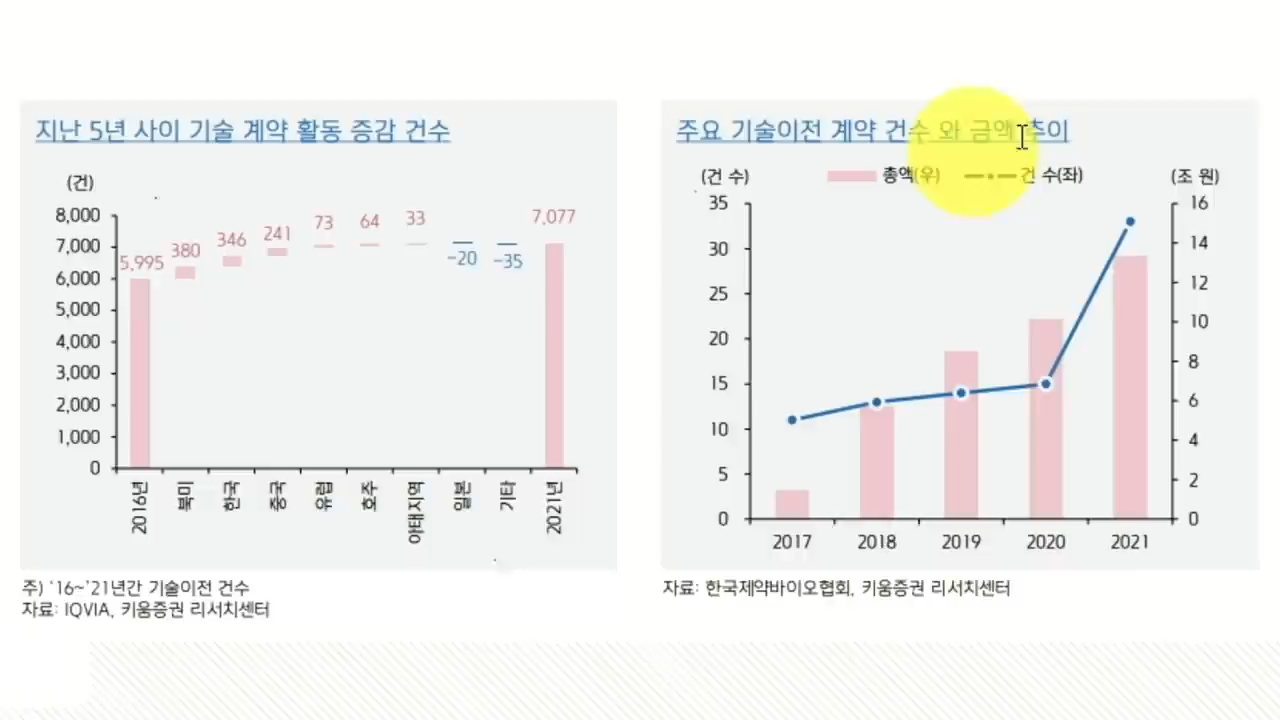 지난 5년 사이 기술 계약 활동 증감 건수
(건)
8,000
7,000
6,000
5,000
4,000
3,000
2,000
1,000
0
5,995
380
346
241
73
64
33
-20
-35
7,077
2016년
북미
한국
중국
유럽
호주
아태지역
일본
기타
2021년
주) '16~'21년간 기술이전 건수
자료: IQVIA, 키움증권 리서치센터
주요 기술이전 계약 건수 와 금액 추이
(건 수)
총액(우)
건 수(좌)
(조 원)
35
30
25
20
15
10
5
0
16
14
12
10
8
6
4
2
0
2017
2018
2019
2020
2021
자료: 한국제약바이오협회, 키움증권 리서치센터